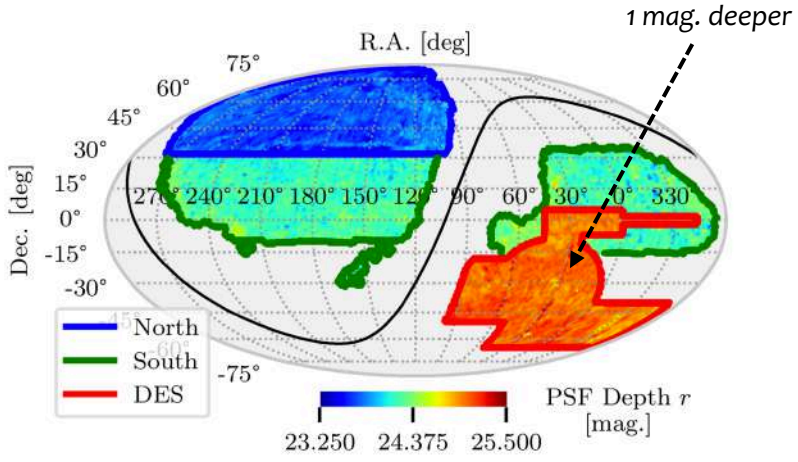 1 mag. deeper
R.A. [deg]
75°
60°
45°
30°
15°
0°
-15°
-30°
-45°
-60°
-75°
Dec. [deg]
270° 240° 210° 180° 150° 120° 90° 60° 30° 0° 330°
North
South
DES
23.250 24.375 25.500
PSF Depth r
[mag.]